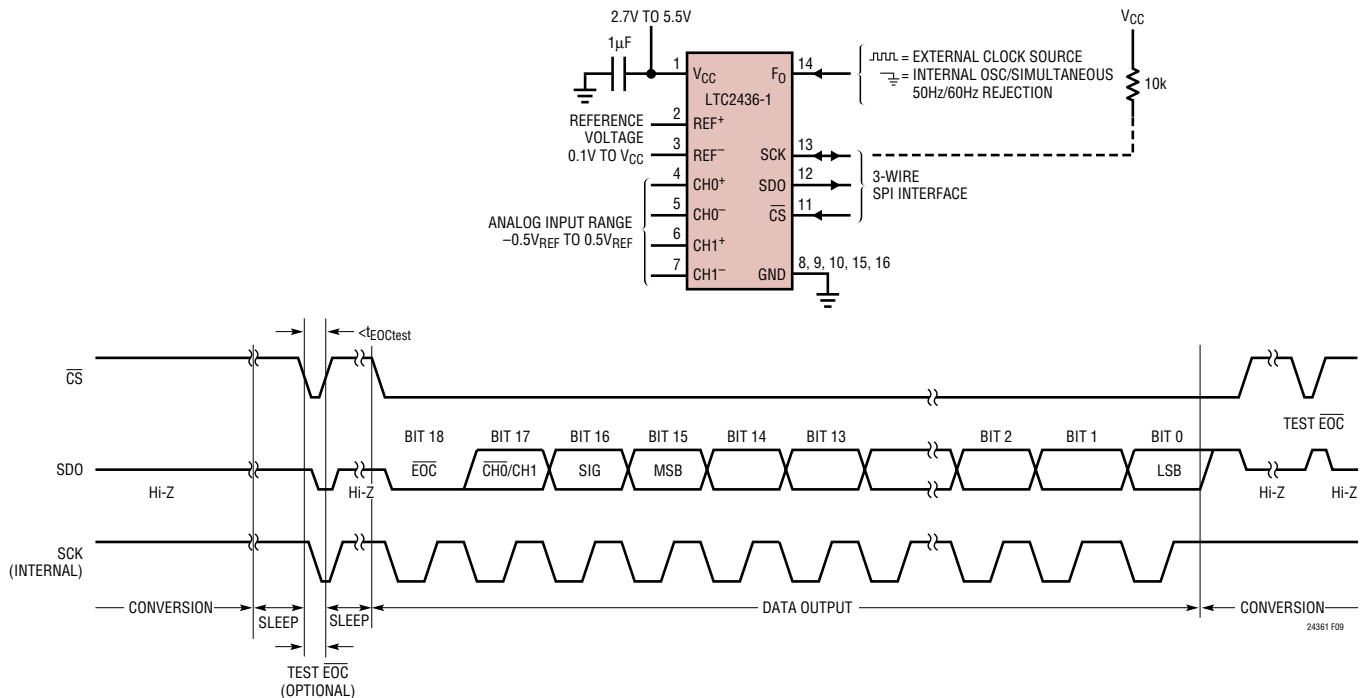 2.7V TO 5.5V
1µF
VCC
10k
1
VCC
FO
14
LTC2436-1
= EXTERNAL CLOCK SOURCE
= INTERNAL OSC/SIMULTANEOUS
50Hz/60Hz REJECTION
REFERENCE
VOLTAGE
0.1V TO VCC
2
REF+
3
REF–
SCK
13
4
CH0+
SDO
12
3-WIRE
SPI INTERFACE
5
CH0–
CS
11
ANALOG INPUT RANGE
–0.5VREF TO 0.5VREF
6
CH1+
7
CH1–
GND
8, 9, 10, 15, 16
<tEOCtest
CS
TEST EOC
BIT 18
BIT 17
BIT 16
BIT 15
BIT 14
BIT 13
BIT 2
BIT 1
BIT 0
SDO
EOC
CH0/CH1
SIG
MSB
LSB
Hi-Z
Hi-Z
Hi-Z
Hi-Z
SCK
(INTERNAL)
CONVERSION
SLEEP
SLEEP
DATA OUTPUT
CONVERSION
24361 F09
TEST EOC
(OPTIONAL)